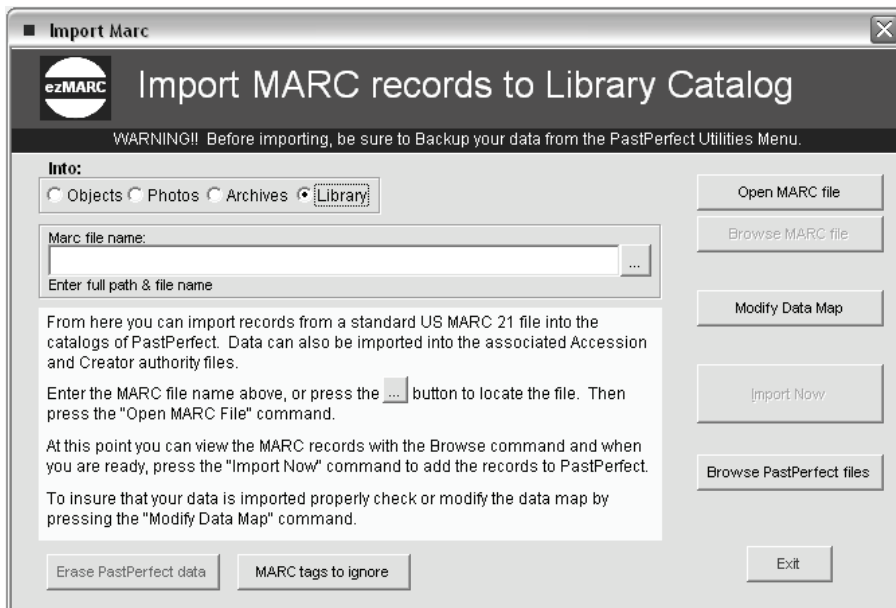 Import Marc
ezMARC
Import MARC records to Library Catalog
WARNING!! Before importing, be sure to Backup your data from the PastPerfect Utilities Menu.
Into:
Objects Photos Archives Library
Marc file name:
...
Enter full path & file name
From here you can import records from a standard US MARC 21 file into the
catalogs of PastPerfect. Data can also be imported into the associated Accession
and Creator authority files.
Enter the MARC file name above, or press the ... button to locate the file. Then
press the "Open MARC File" command.
At this point you can view the MARC records with the Browse command and when
you are ready, press the "Import Now" command to add the records to PastPerfect.
To insure that your data is imported properly check or modify the data map by
pressing the "Modify Data Map" command.
Erase PastPerfect data
MARC tags to ignore
Open MARC file
Browse MARC file
Modify Data Map
Import Now
Browse PastPerfect files
Exit